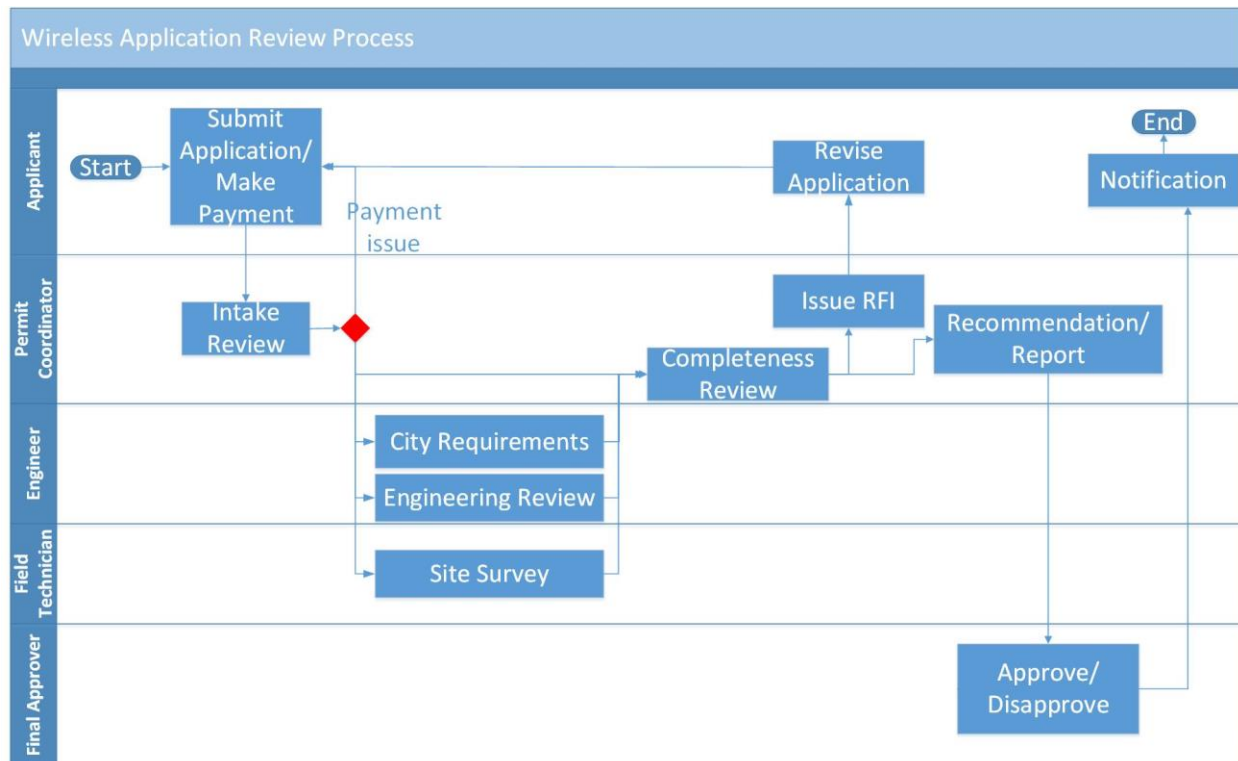 Wireless Application Review Process
Applicant
Start
Submit
Application/
Make
Payment
Payment
issue
Revise
Application
End
Notification
Permit
Coordinator
Intake
Review
Completeness
Review
Issue RFI
Recommendation/
Report
Engineer
City Requirements
Engineering Review
Field
Technician
Site Survey
Final Approver
Approve/
Disapprove